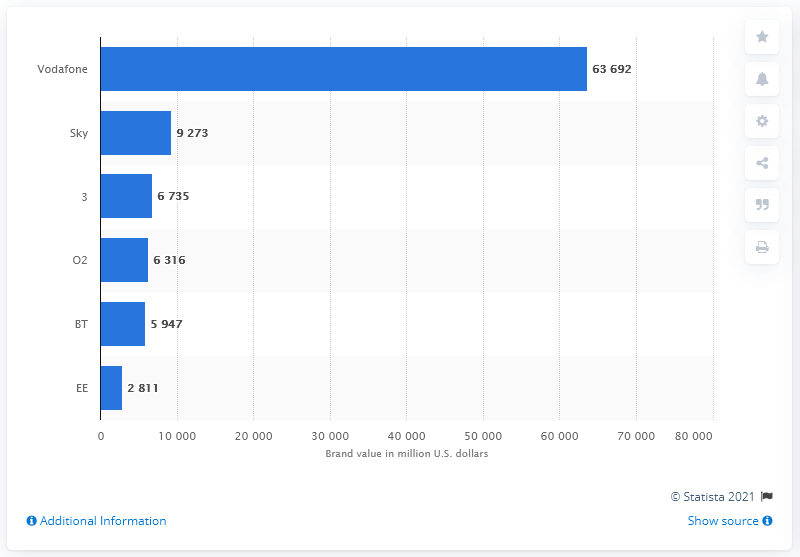 Vodafone 63 692
Sky 9 273
3 6 735
O2 6 316
BT 5 947
EE 2 811
0 10 000 20 000 30 000 40 000 50 000 60 000 70 000 80 000
Brand value in million U.S. dollars
© Statista 2021
Additional Information Show source